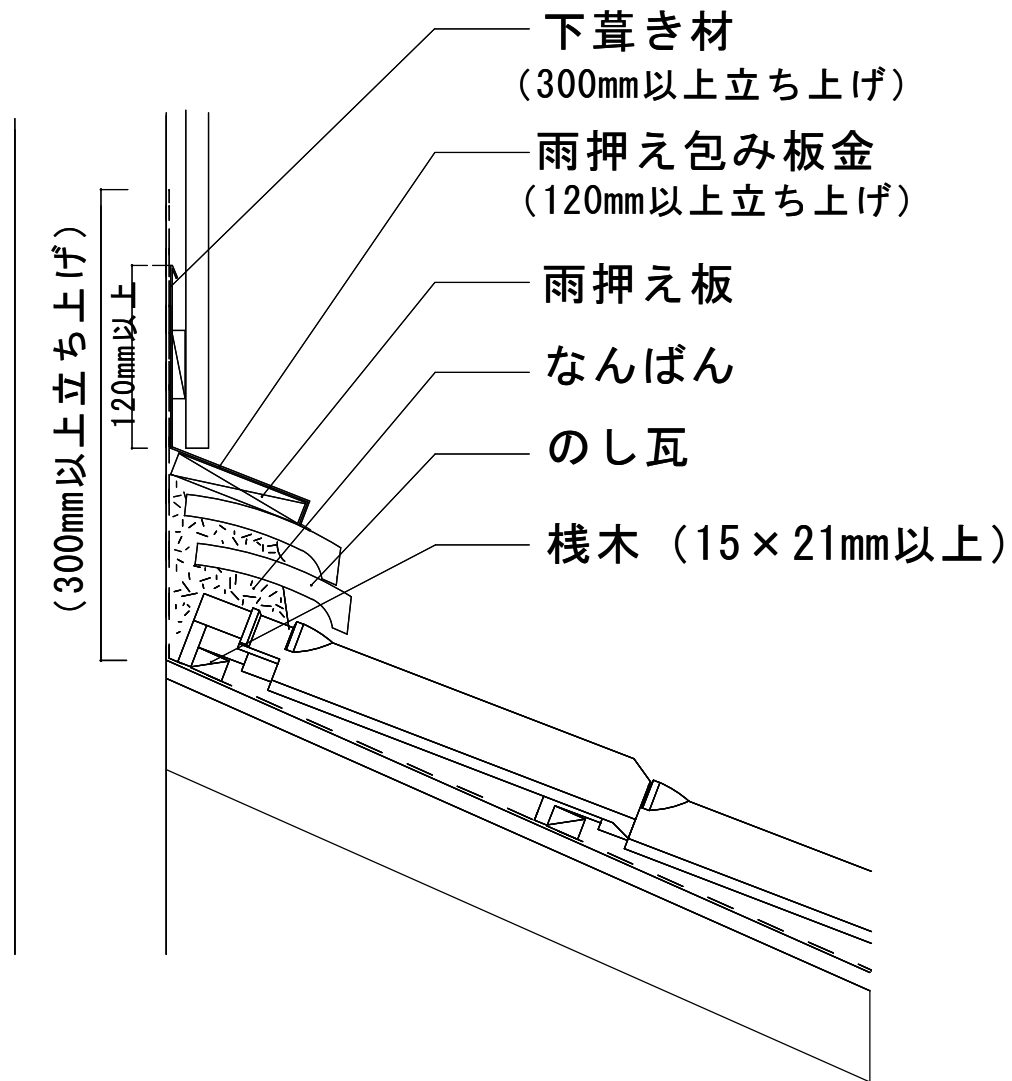 下葺き材
(300mm以上立ち上げ)
雨押え包み板金
(120mm以上立ち上げ)
雨押え板
なんばん
のし瓦
桟木 (15×21mm以上)
(300mm以上立ち上げ)
120mm以上